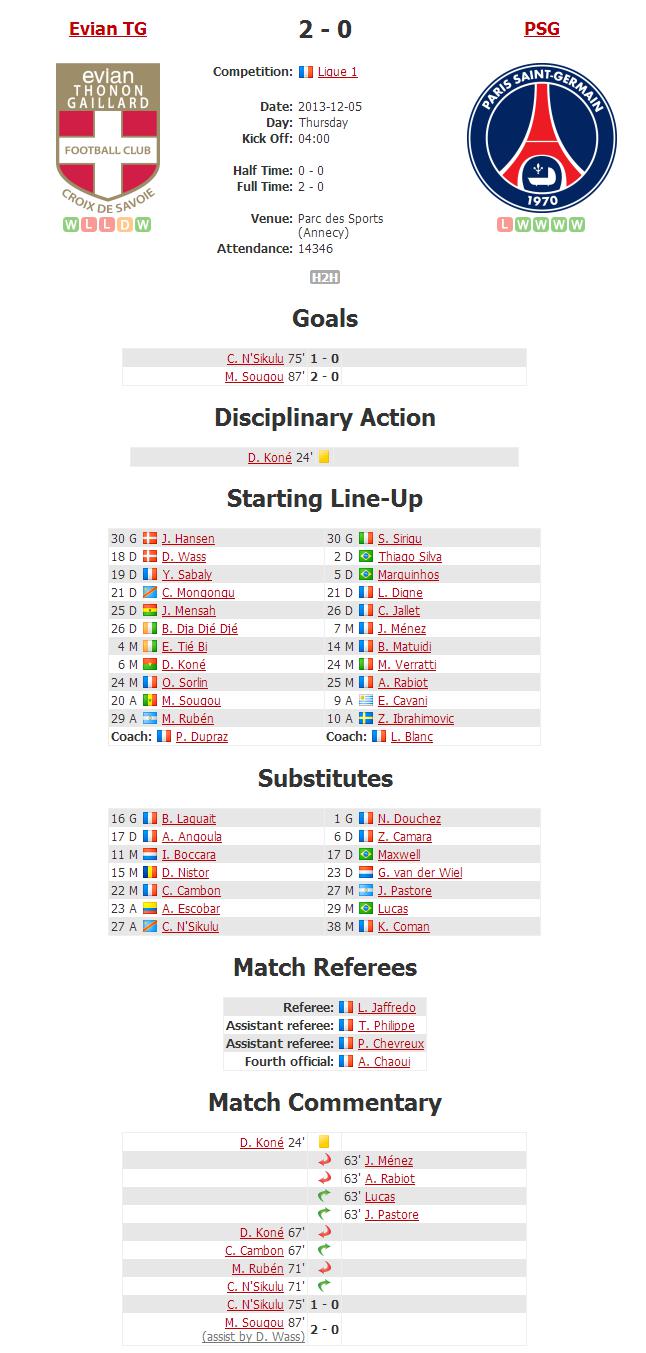 Evian TG 2 - 0 PSG
evian
THONON
GAILLARD
FOOTBALL CLUB
CROIX DE SAVOIE
PARIS SAINT-GERMAIN
1970
Competition: Ligue 1
Date: 2013-12-05
Day: Thursday
Kick Off: 04:00
Half Time: 0 - 0
Full Time: 2 - 0
Venue: Parc des Sports
(Annecy)
Attendance: 14346
W L L D W
L W W W W
H2H
Goals
C. N'Sikulu 75' 1 - 0
M. Sougou 87' 2 - 0
Disciplinary Action
D. Koné 24'
Starting Line-Up
30 G J. Hansen 30 G S. Sirigu
18 D D. Wass 2 D Thiago Silva
19 D Y. Sabaly 5 D Marquinhos
21 D C. Mongongu 21 D L. Digne
25 D J. Mensah 26 D C. Jallet
26 D B. Dja Djé Djé 7 M J. Ménez
4 M E. Tié Bi 14 M B. Matuidi
6 M D. Koné 24 M M. Verratti
24 M O. Sorlin 25 M A. Rabiot
20 A M. Sougou 9 A E. Cavani
29 A M. Rubén 10 A Z. Ibrahimovic
Coach: P. Dupraz Coach: L. Blanc
Substitutes
16 G B. Laquait 1 G N. Douchez
17 D A. Angoula 6 D Z. Camara
11 M I. Boccara 17 D Maxwell
15 M D. Nistor 23 D G. van der Wiel
22 M C. Cambon 27 M J. Pastore
23 A A. Escobar 29 M Lucas
27 A C. N'Sikulu 38 M K. Coman
Match Referees
Referee: L. Jaffredo
Assistant referee: T. Philippe
Assistant referee: P. Chevreux
Fourth official: A. Chaoui
Match Commentary
D. Koné 24'
63' J. Ménez
63' A. Rabiot
63' Lucas
63' J. Pastore
D. Koné 67'
C. Cambon 67'
M. Rubén 71'
C. N'Sikulu 71'
C. N'Sikulu 75' 1 - 0
M. Sougou 87' 2 - 0
(assist by D. Wass)